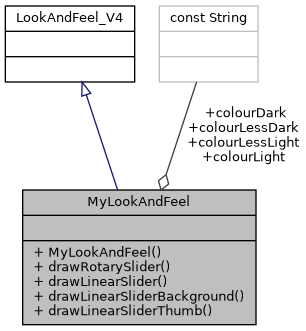 LookAndFeel_V4
const String
+colourDark
+colourLessDark
+colourLessLight
+colourLight
MyLookAndFeel
+ MyLookAndFeel()
+ drawRotarySlider()
+ drawLinearSlider()
+ drawLinearSliderBackground()
+ drawLinearSliderThumb()